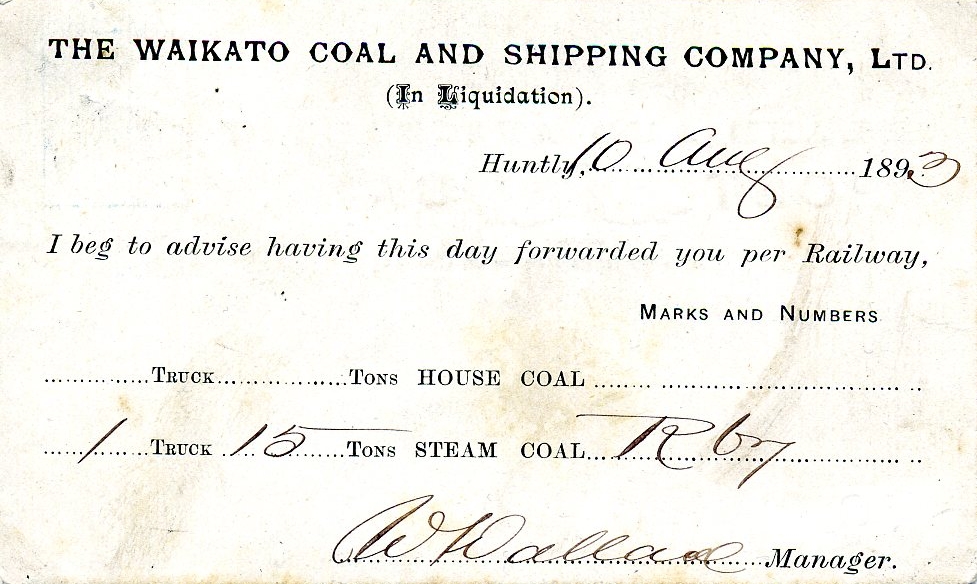 THE WAIKATO COAL AND SHIPPING COMPANY, LTD.
(In Liquidation).
Huntly, 10 Aug 1893
I beg to advise having this day forwarded you per Railway,
MARKS AND NUMBERS
TRUCK TONS HOUSE COAL
1 TRUCK 15 TONS STEAM COAL R
W Wallace Manager.